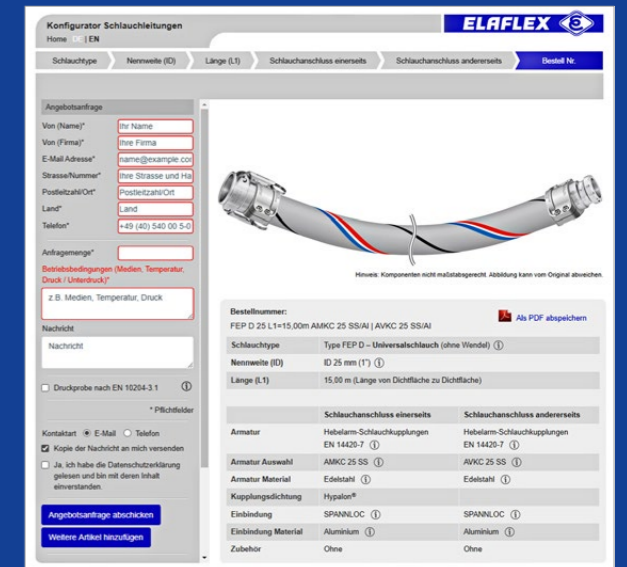 Konfigurator Schlauchleitungen
Home DE | EN
ELAFLEX
Schlauchtype
Nennweite (ID)
Länge (L1)
Schlauchanschluss einerseits
Schlauchanschluss andererseits
Bestell Nr.
Angebotsanfrage
Von (Name)*
Ihr Name
Von (Firma)*
Ihre Firma
E-Mail Adresse*
name@example.cor
Strasse/Nummer*
Ihre Strasse und Ha
Postleitzahl/Ort*
Postleitzahl/Ort
Land*
Land
Telefon*
+49 (40) 540 00 5-0
Anfragemenge*
Betriebsbedingungen (Medien, Temperatur,
Druck / Unterdruck)*
z.B. Medien, Temperatur, Druck
Nachricht
Nachricht
Druckprobe nach EN 10204-3.1
* Pflichtfelder
Kontaktart E-Mail Telefon
Kopie der Nachricht an mich versenden
Ja, ich habe die Datenschutzerklärung
gelesen und bin mit deren Inhalt
einverstanden.
Angebotsanfrage abschicken
Weitere Artikel hinzufügen
Hinweis: Komponenten nicht maßstabsgerecht. Abbildung kann vom Original abweichen.
Bestellnummer:
FEP D 25 L1=15,00m AMKC 25 SS/Al | AVKC 25 SS/Al
Als PDF abspeichern
Schlauchtype Type FEP D – Universalschlauch (ohne Wendel)
Nennweite (ID) ID 25 mm (1")
Länge (L1) 15,00 m (Länge von Dichtfläche zu Dichtfläche)
Schlauchanschluss einerseits Schlauchanschluss andererseits
Armatur Hebelarm-Schlauchkupplungen Hebelarm-Schlauchkupplungen
EN 14420-7 EN 14420-7
Armatur Auswahl AMKC 25 SS AVKC 25 SS
Armatur Material Edelstahl Edelstahl
Kupplungsdichtung Hypalon®
Einbindung SPANNLOC SPANNLOC
Einbindung Material Aluminium Aluminium
Zubehör Ohne Ohne